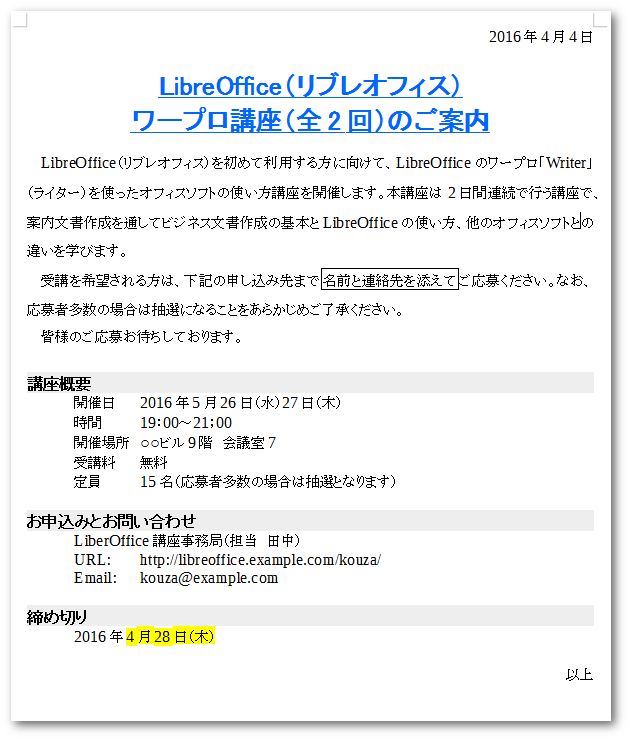 2016 年 4 月 4 日
LibreOffice（リブレオフィス）
ワープロ講座（全 2 回）のご案内
LibreOffice（リブレオフィス）を初めて利用する方に向けて、LibreOffice のワープロ「Writer」
（ライター）を使ったオフィスソフトの使い方講座を開催します。本講座は 2 日間連続で行う講座で、
案内文書作成を通してビジネス文書作成の基本と LibreOffice の使い方、他のオフィスソフトとの
違いを学びます。
受講を希望される方は、下記の申し込み先まで名前と連絡先を添えてご応募ください。なお、
応募者多数の場合は抽選になることをあらかじめご了承ください。
皆様のご応募お待ちしております。
講座概要
開催日 2016 年 5 月 26 日（水）27 日（木）
時間 19：00～21；00
開催場所 ○○ビル 9 階　会議室 7
受講料 無料
定員 15 名（応募者多数の場合は抽選となります）
お申込みとお問い合わせ
LiberOffice 講座事務局（担当　田中）
URL: http://libreoffice.example.com/kouza/
Email: kouza@example.com
締め切り
2016 年 4 月 28 日（木）
以上